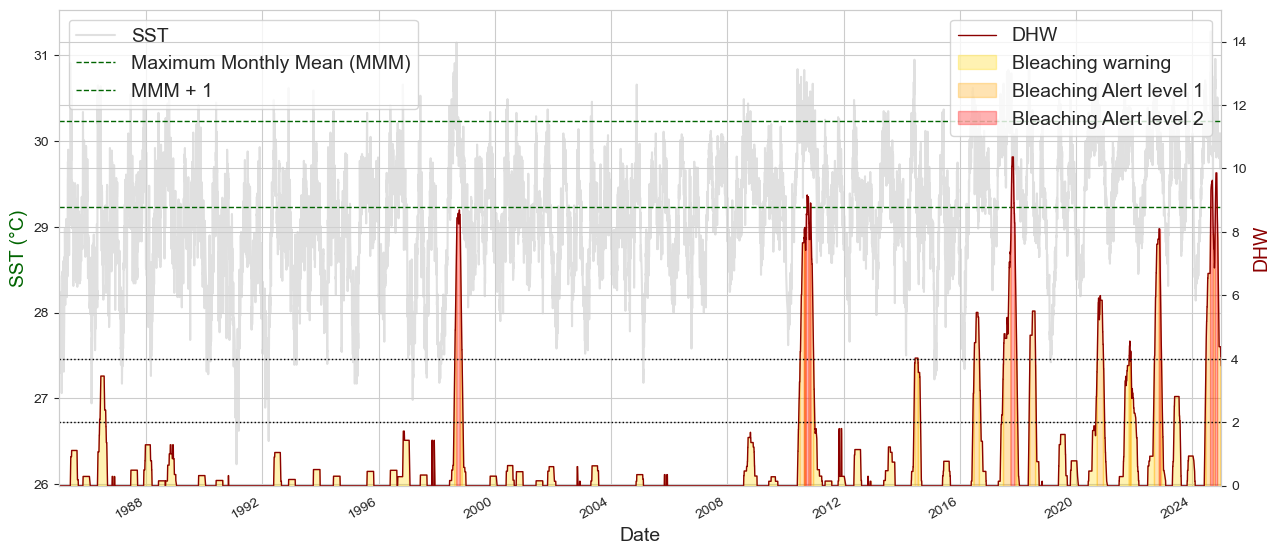 SST
Maximum Monthly Mean (MMM)
MMM + 1
DHW
Bleaching warning
Bleaching Alert level 1
Bleaching Alert level 2
31
30
29
28
27
26
SST (°C)
14
12
10
8
6
4
2
0
DHW
1988
1992
1996
2000
2004
2008
2012
2016
2020
2024
Date